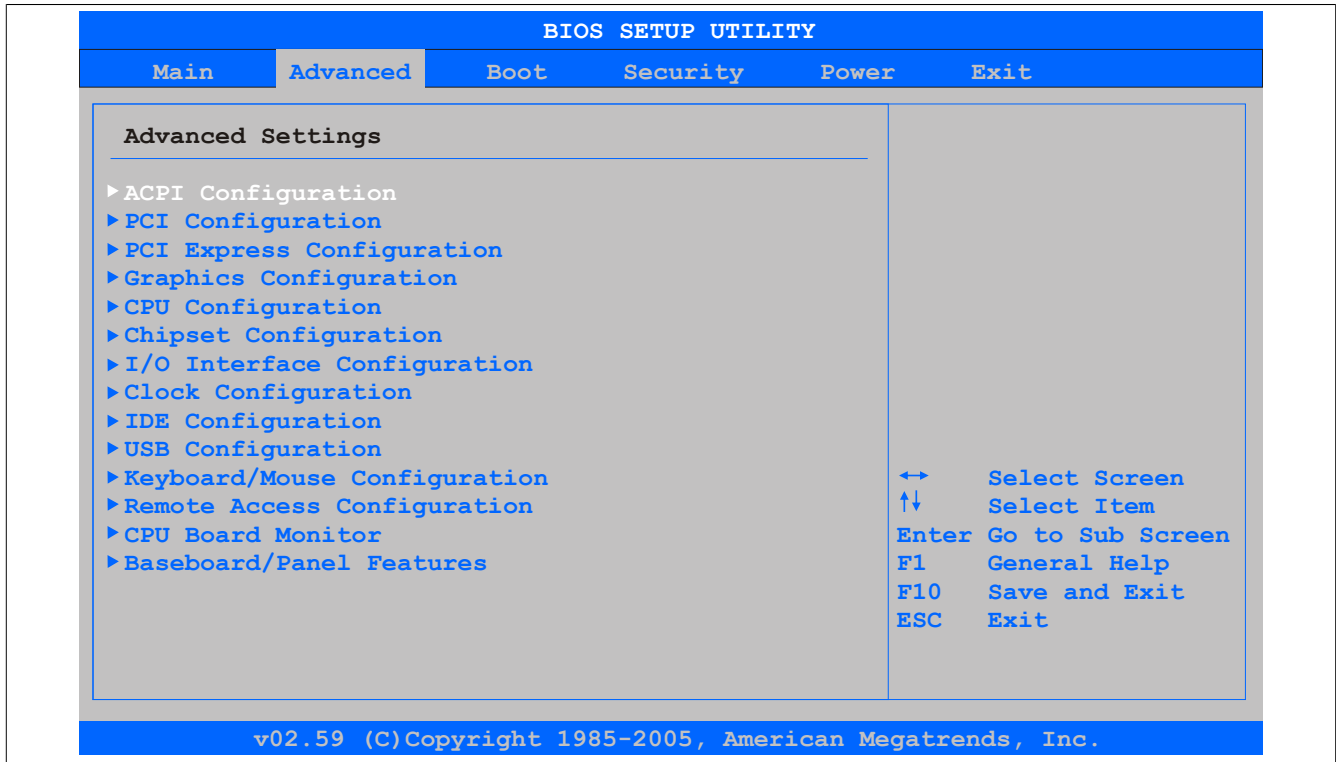 BIOS SETUP UTILITY
Main Advanced Boot Security Power Exit
Advanced Settings
ACPI Configuration
PCI Configuration
PCI Express Configuration
Graphics Configuration
CPU Configuration
Chipset Configuration
I/O Interface Configuration
Clock Configuration
IDE Configuration
USB Configuration
Keyboard/Mouse Configuration
Remote Access Configuration
CPU Board Monitor
Baseboard/Panel Features
Select Screen
Select Item
Enter Go to Sub Screen
F1 General Help
F10 Save and Exit
ESC Exit
v02.59 (C)Copyright 1985-2005, American Megatrends, Inc.